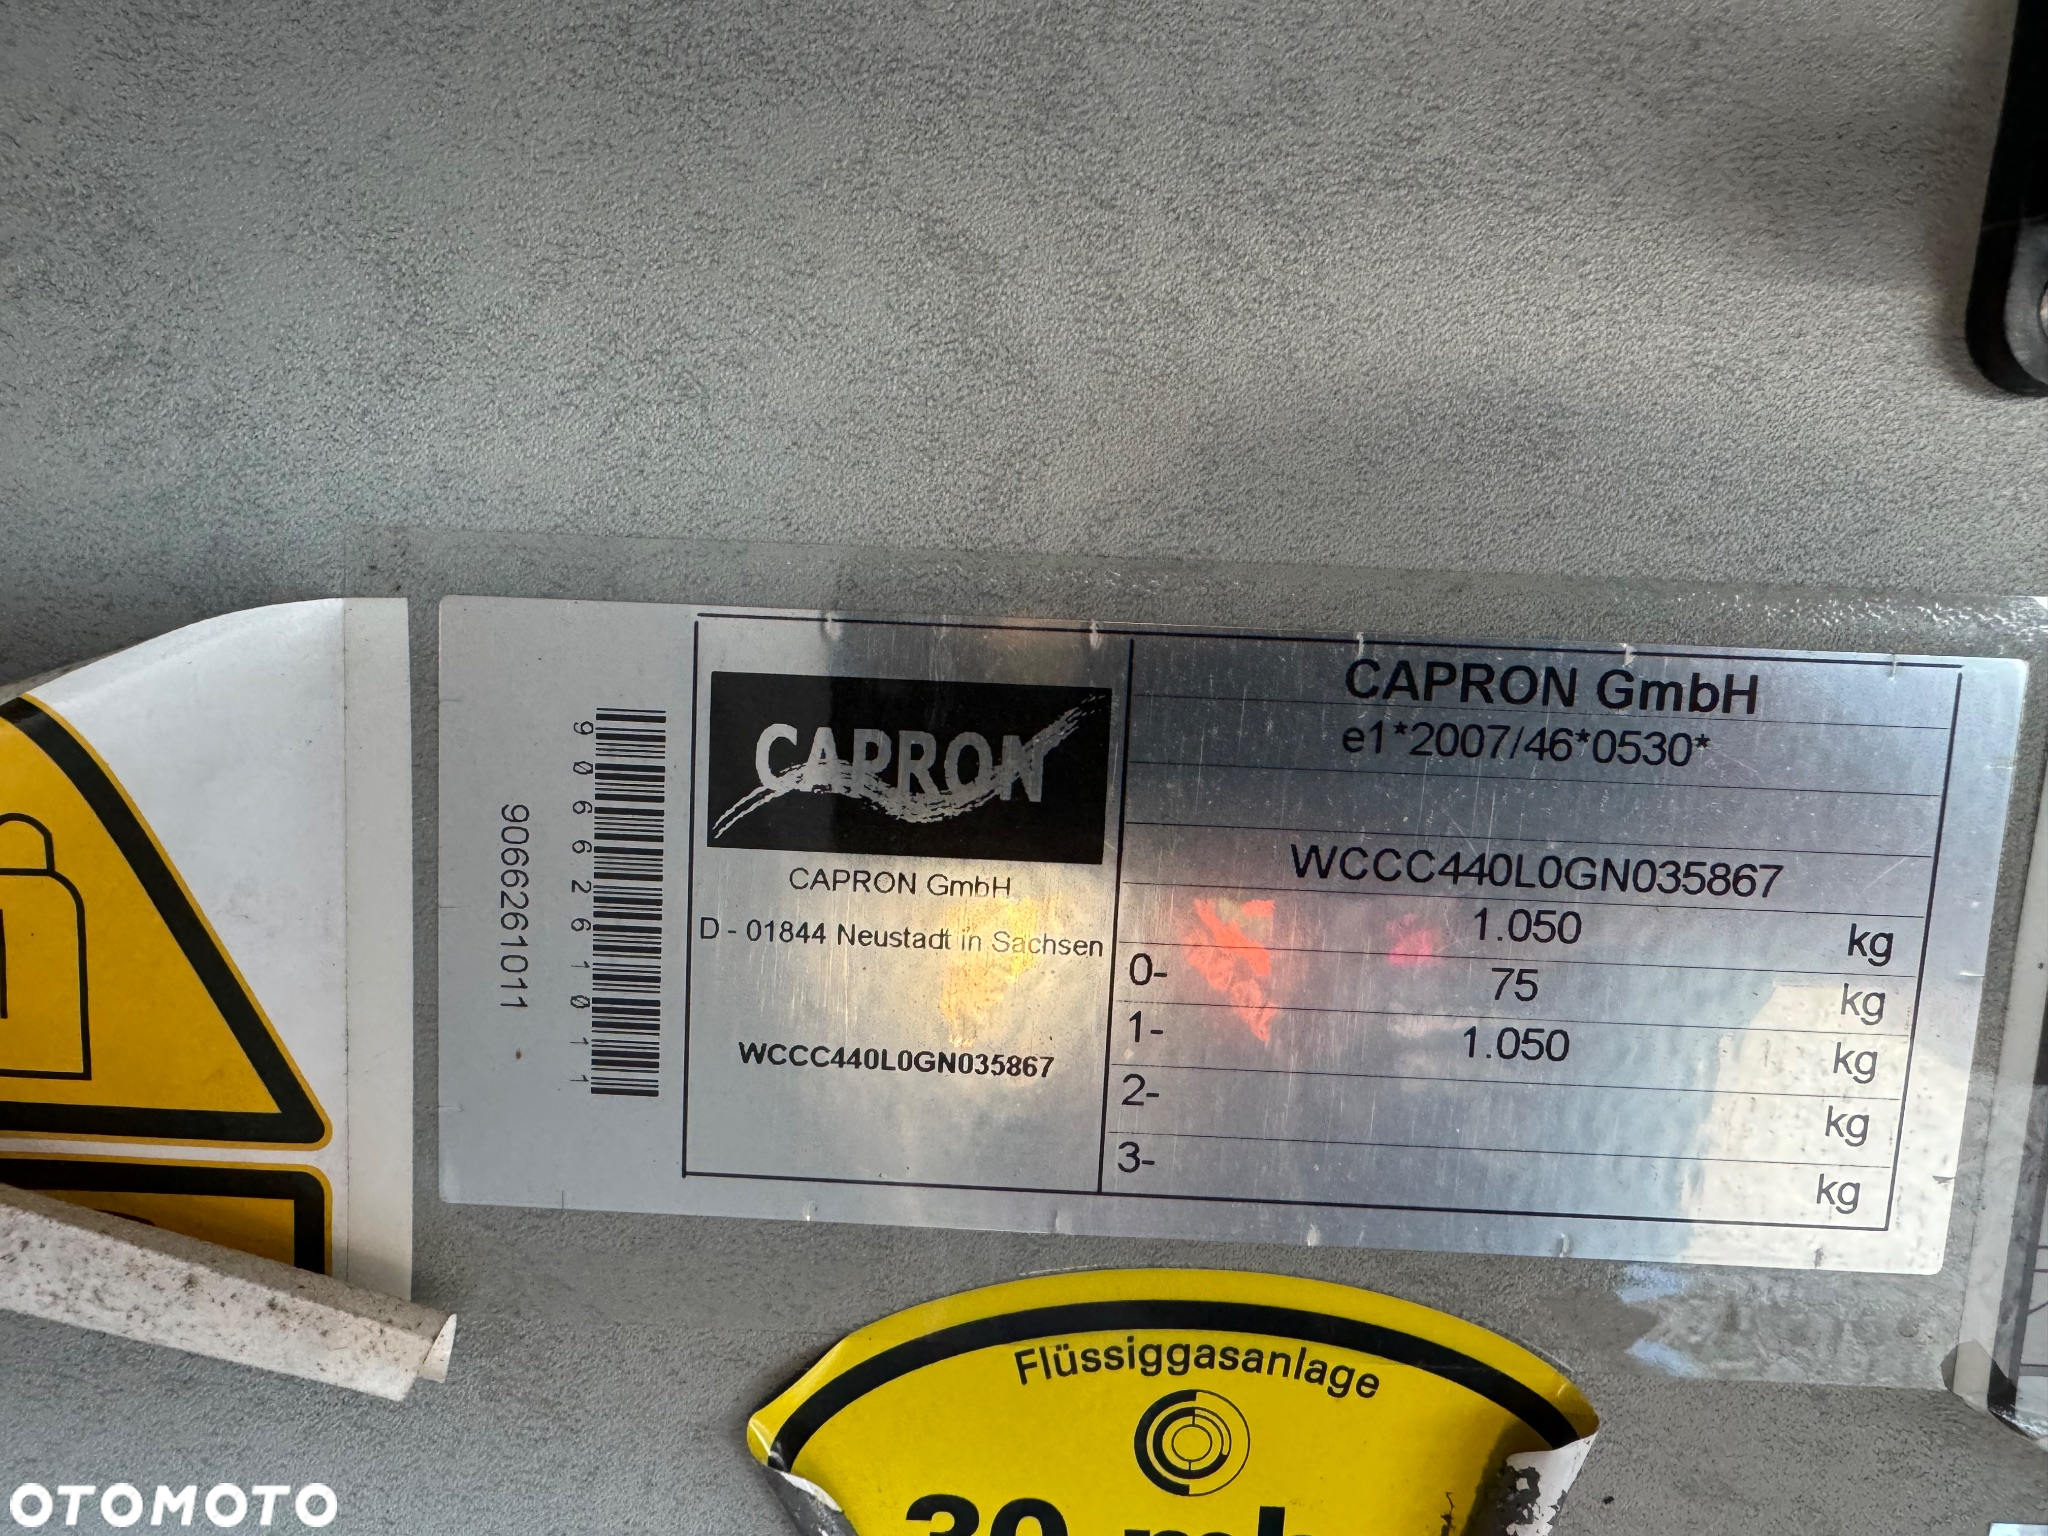 9066261011
9066261011
CAPRON
CAPRON GmbH
D - 01844 Neustadt in Sachsen
WCCC440L0GN035867
CAPRON GmbH
e1*2007/46*0530*
WCCC440L0GN035867
1.050 kg
0- 75 kg
1- 1.050 kg
2- kg
3- kg
Flüssiggasanlage
30
OTOMOTO